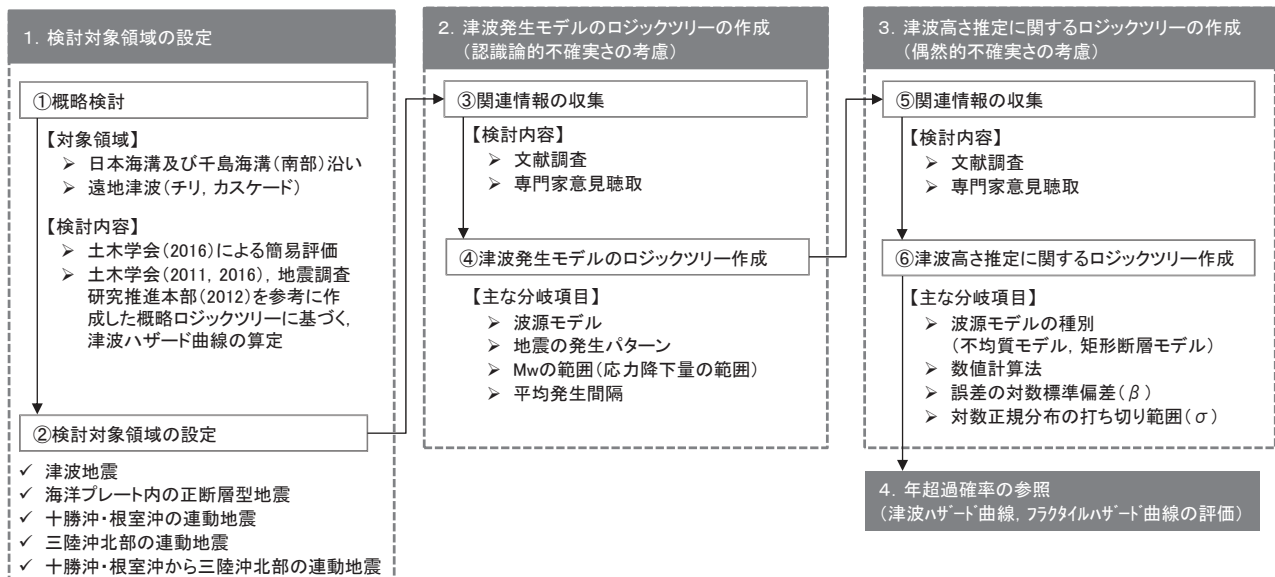 1．検討対象領域の設定
①概略検討
【対象領域】
➢ 日本海溝及び千島海溝(南部)沿い
➢ 遠地津波(チリ，カスケード)
【検討内容】
➢ 土木学会(2016)による簡易評価
➢ 土木学会(2011, 2016)，地震調査
研究推進本部(2012)を参考に作
成した概略ロジックツリーに基づく，
津波ハザード曲線の算定
②検討対象領域の設定
✓ 津波地震
✓ 海洋プレート内の正断層型地震
✓ 十勝沖・根室沖の連動地震
✓ 三陸沖北部の連動地震
✓ 十勝沖・根室沖から三陸沖北部の連動地震
2．津波発生モデルのロジックツリーの作成
(認識論的不確実さの考慮)
③関連情報の収集
【検討内容】
➢ 文献調査
➢ 専門家意見聴取
④津波発生モデルのロジックツリー作成
【主な分岐項目】
➢ 波源モデル
➢ 地震の発生パターン
➢ Mwの範囲(応力降下量の範囲)
➢ 平均発生間隔
3．津波高さ推定に関するロジックツリーの作成
(偶然的不確実さの考慮)
⑤関連情報の収集
【検討内容】
➢ 文献調査
➢ 専門家意見聴取
⑥津波高さ推定に関するロジックツリー作成
【主な分岐項目】
➢ 波源モデルの種別
(不均質モデル，矩形断層モデル)
➢ 数値計算法
➢ 誤差の対数標準偏差(β)
➢ 対数正規分布の打ち切り範囲(σ)
4．年超過確率の参照
(津波ﾊｻﾞｰﾄﾞ曲線，ﾌﾗｸﾀｲﾙﾊｻﾞｰﾄﾞ曲線の評価)